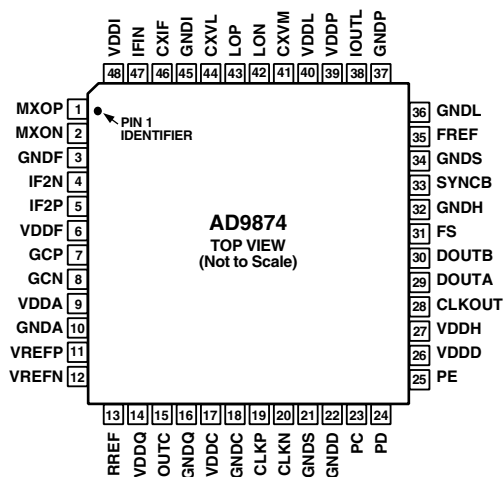 VDDI IFIN CXIF GNDI CXVL LOP LON CXVM VDDL VDDP IOUTL GNDP
48 47 46 45 44 43 42 41 40 39 38 37
MXOP 1
MXON 2
GNDF 3
IF2N 4
IF2P 5
VDDF 6
GCP 7
GCN 8
VDDA 9
GNDA 10
VREFP 11
VREFN 12
PIN 1
IDENTIFIER
AD9874
TOP VIEW
(Not to Scale)
36 GNDL
35 FREF
34 GNDS
33 SYNCB
32 GNDH
31 FS
30 DOUTB
29 DOUTA
28 CLKOUT
27 VDDH
26 VDDD
25 PE
13 14 15 16 17 18 19 20 21 22 23 24
RREF VDDQ OUTC GNDQ VDDC GNDC CLKP CLKN GNDS GNDD PC PD